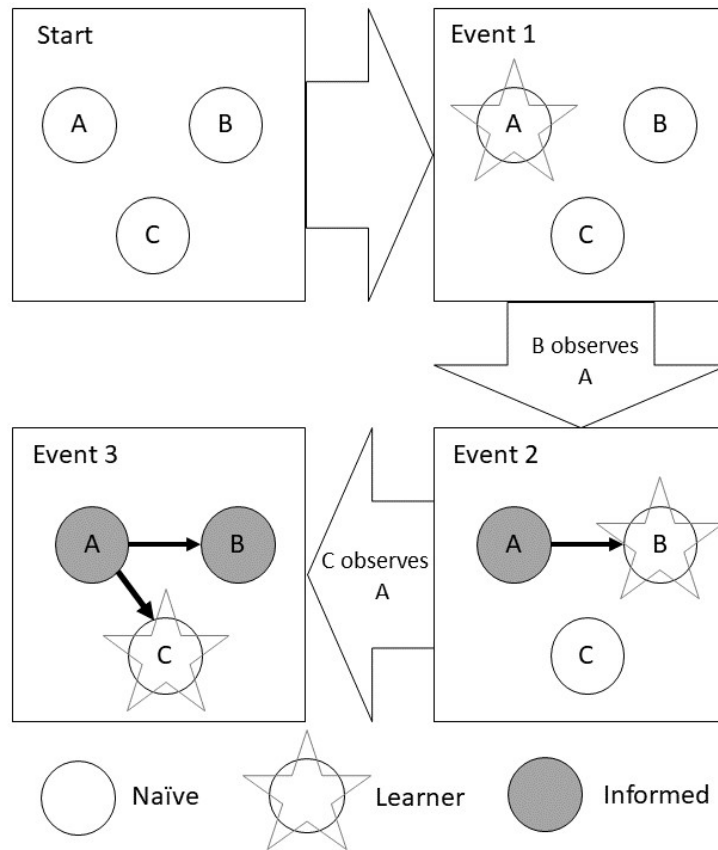 Start
A
B
C
Event 1
A
B
C
B observes
A
Event 2
A
B
C
C observes
A
Event 3
A
B
C
Naïve
Learner
Informed